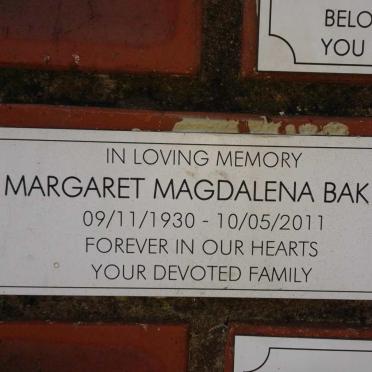 BELO
YOU
IN LOVING MEMORY
MARGARET MAGDALENA BAK
09/11/1930 - 10/05/2011
FOREVER IN OUR HEARTS
YOUR DEVOTED FAMILY